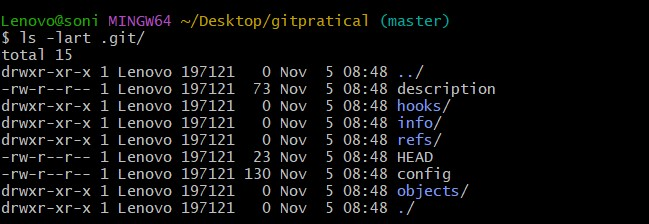 Lenovo@soni MINGW64 ~/Desktop/gitpratical (master)
$ ls -lart .git/
total 15
drwxr-xr-x 1 Lenovo 197121   0 Nov  5 08:48 ../
-rw-r--r-- 1 Lenovo 197121  73 Nov  5 08:48 description
drwxr-xr-x 1 Lenovo 197121   0 Nov  5 08:48 hooks/
drwxr-xr-x 1 Lenovo 197121   0 Nov  5 08:48 info/
drwxr-xr-x 1 Lenovo 197121   0 Nov  5 08:48 refs/
-rw-r--r-- 1 Lenovo 197121  23 Nov  5 08:48 HEAD
-rw-r--r-- 1 Lenovo 197121 130 Nov  5 08:48 config
drwxr-xr-x 1 Lenovo 197121   0 Nov  5 08:48 objects/
drwxr-xr-x 1 Lenovo 197121   0 Nov  5 08:48 ./